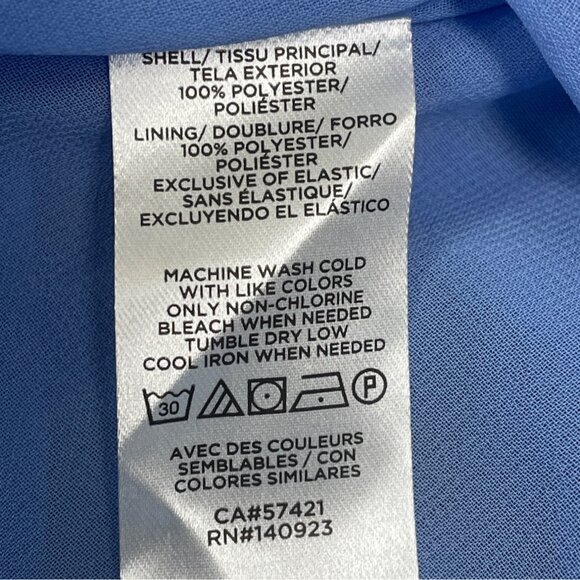 SHELL/ TISSU PRINCIPAL/
TELA EXTERIOR
100% POLYESTER/
POLIÉSTER
LINING/ DOUBLURE/ FORRO
100% POLYESTER/
POLIÉSTER
EXCLUSIVE OF ELASTIC/
SANS ÉLASTIQUE/
EXCLUYENDO EL ELÁSTICO
MACHINE WASH COLD
WITH LIKE COLORS
ONLY NON-CHLORINE
BLEACH WHEN NEEDED
TUMBLE DRY LOW
COOL IRON WHEN NEEDED
30 P
AVEC DES COULEURS
SEMBLABLES / CON
COLORES SIMILARES
CA#57421
RN#140923